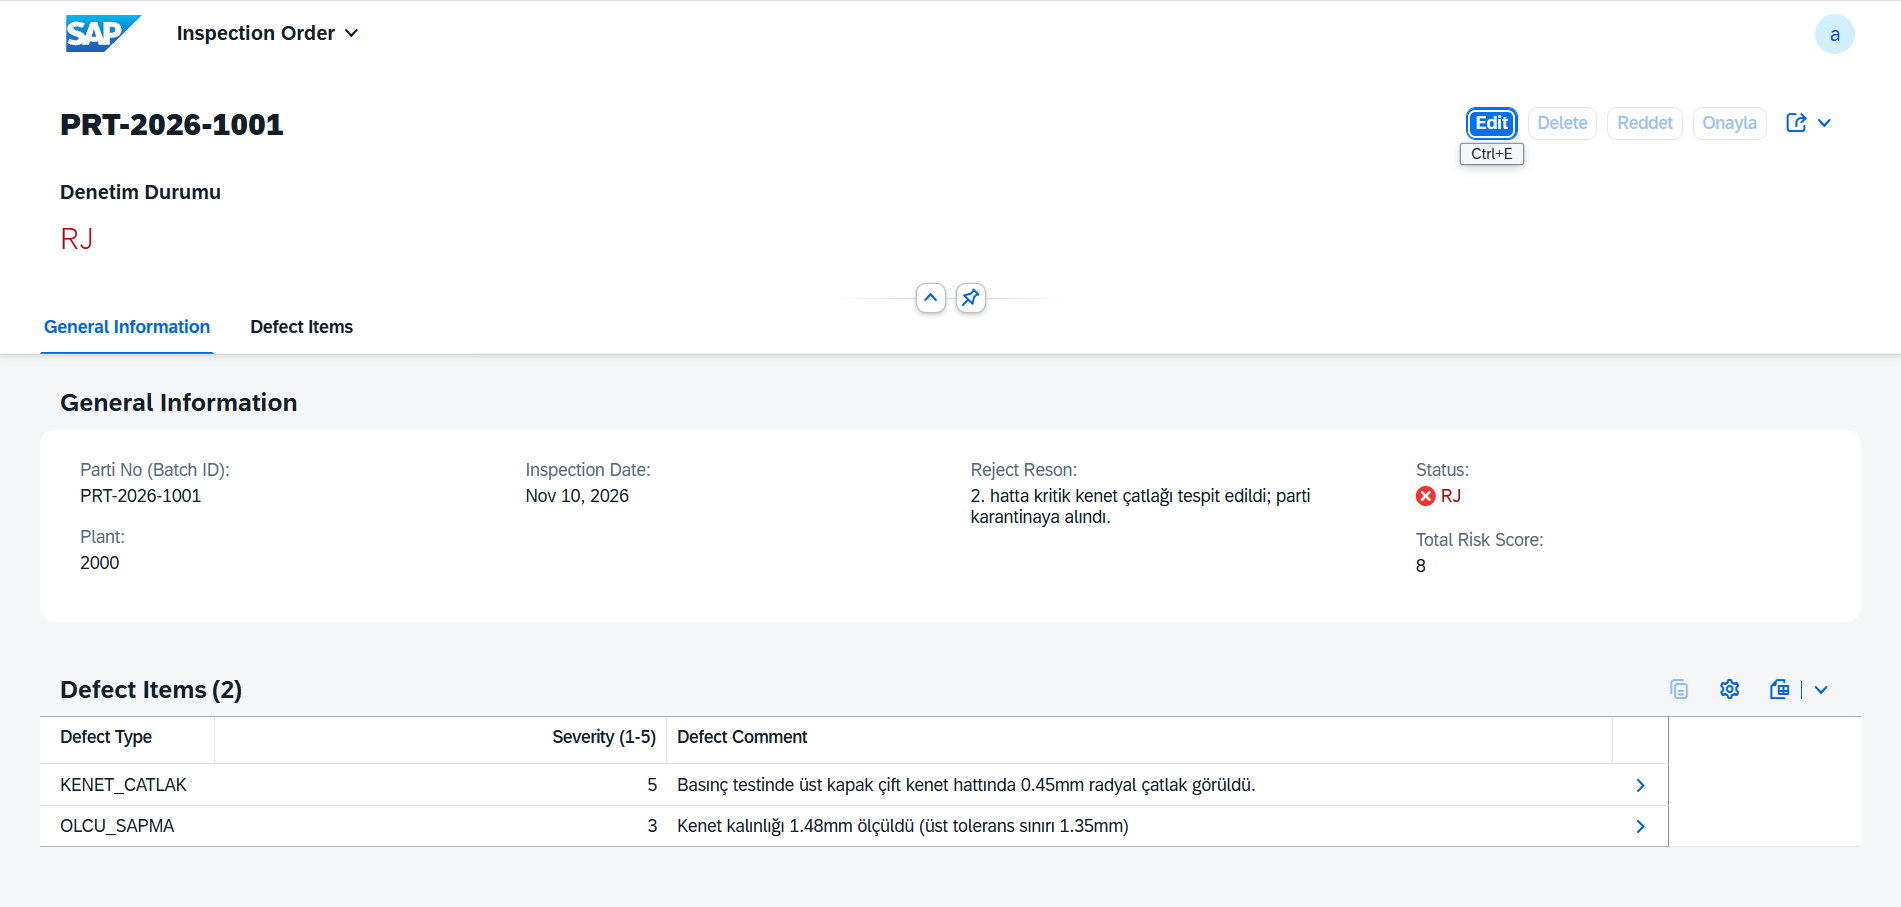 SAP
Inspection Order
a
PRT-2026-1001
Edit
Delete
Reddet
Onayla
Ctrl+E
Denetim Durumu
RJ
General Information
Defect Items
General Information
Parti No (Batch ID):
PRT-2026-1001
Plant:
2000
Inspection Date:
Nov 10, 2026
Reject Reson:
2. hatta kritik kenet çatlağı tespit edildi; parti
karantinaya alındı.
Status:
RJ
Total Risk Score:
8
Defect Items (2)
Defect Type Severity (1-5) Defect Comment
KENET_CATLAK 5 Basınç testinde üst kapak çift kenet hattında 0.45mm radyal çatlak görüldü.
OLCU_SAPMA 3 Kenet kalınlığı 1.48mm ölçüldü (üst tolerans sınırı 1.35mm)